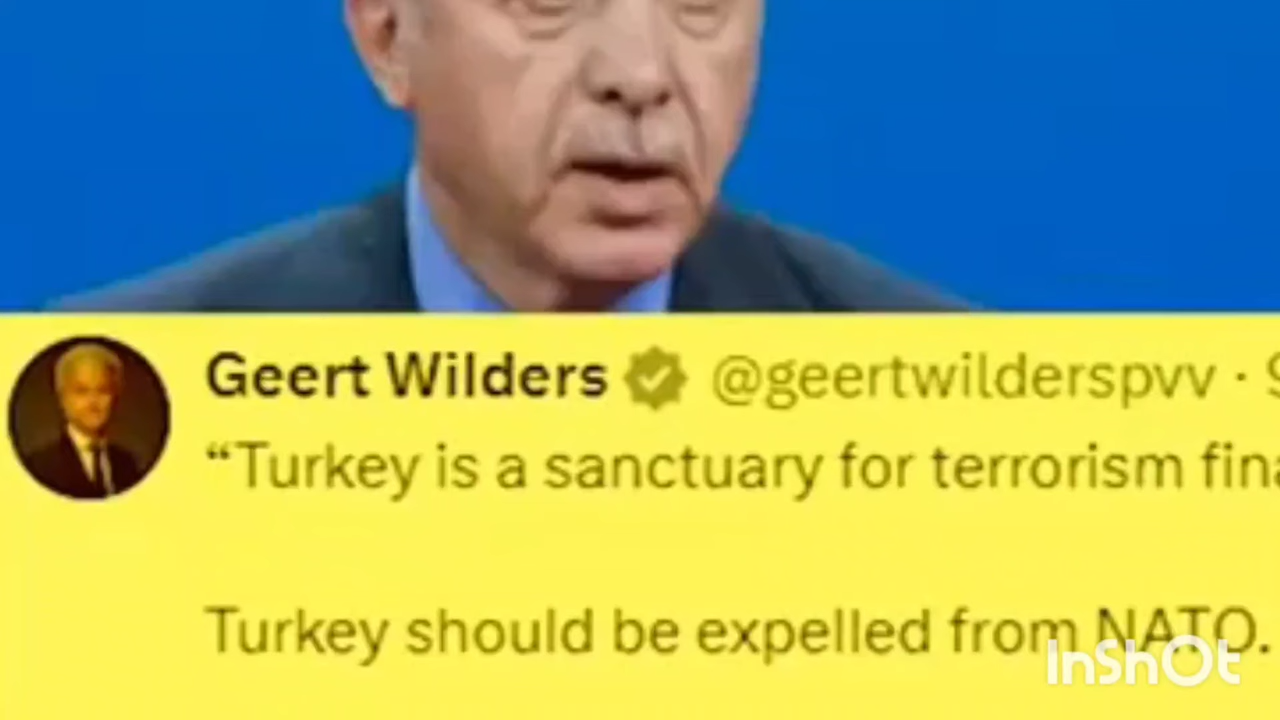 Geert Wilders @geertwilderspvv ·
“Turkey is a sanctuary for terrorism
Turkey should be expelled from NATO.
InShOt